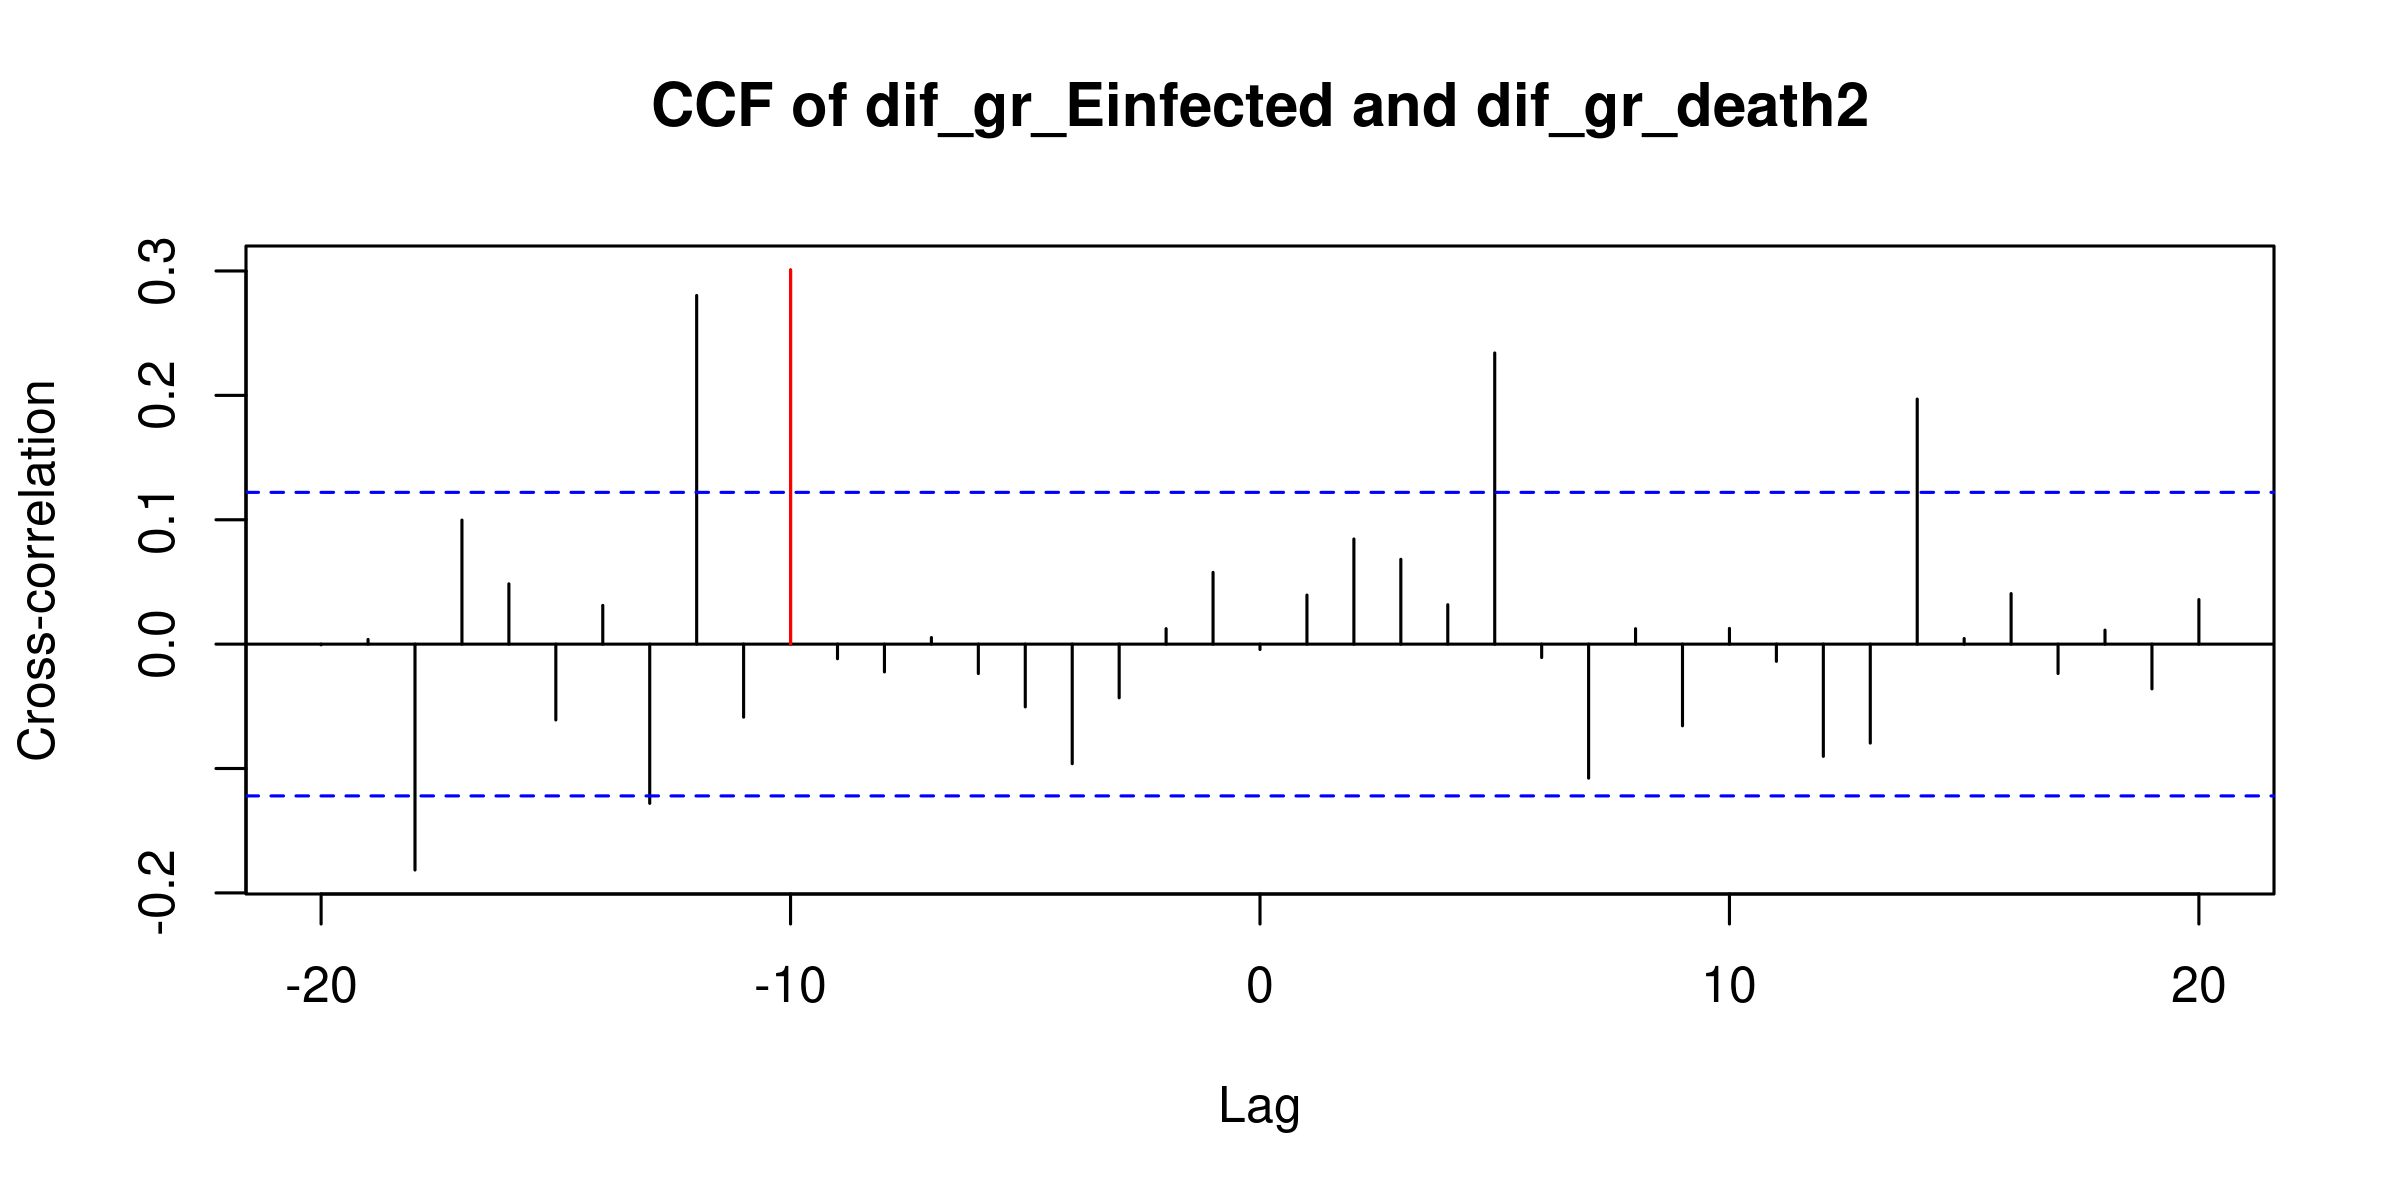 CCF of dif_gr_Einfected and dif_gr_death2
Cross-correlation
0.3
0.2
0.1
0.0
-0.2
-20 -10 0 10 20
Lag